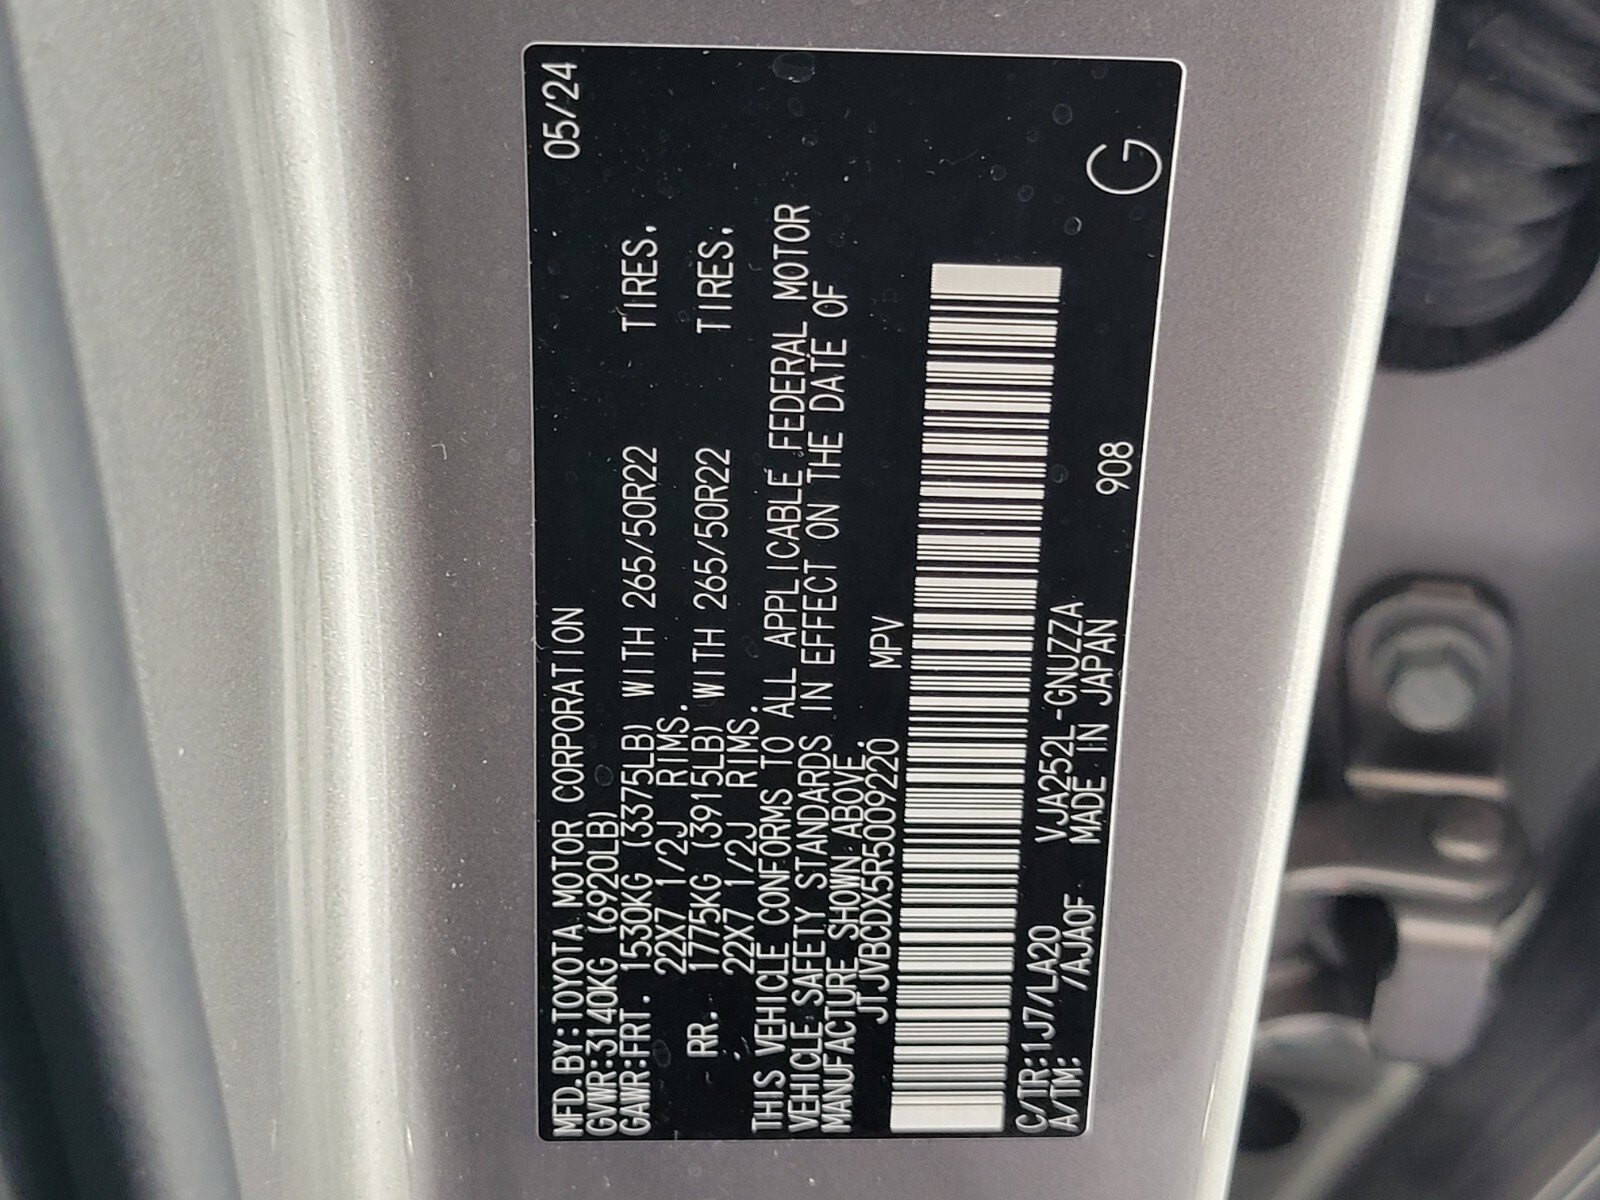 MFD.BY:TOYOTA MOTOR CORPORATION 05/24
GVWR:3140KG (6920LB)
GAWR:FRT. 1530KG (3375LB) WITH 265/50R22 TIRES,
22X7 1/2J RIMS.
RR. 1775KG (3915LB) WITH 265/50R22 TIRES,
22X7 1/2J RIMS.
THIS VEHICLE CONFORMS TO ALL APPLICABLE FEDERAL MOTOR
VEHICLE SAFETY STANDARDS IN EFFECT ON THE DATE OF
MANUFACTURE SHOWN ABOVE.
JTJVBCDX5R5009220 MPV
C/TR:1J7/LA20 VJA252L-GNUZZA
A/TM: /AJA0F MADE IN JAPAN 908 G